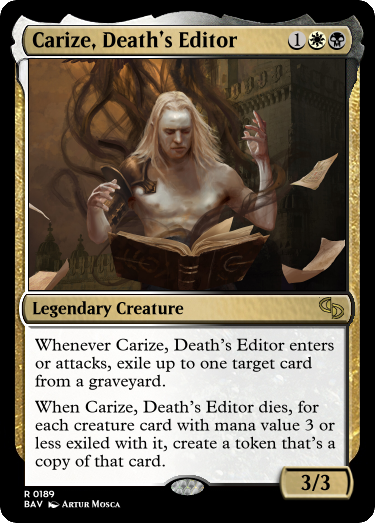 Carize, Death's Editor 1
Legendary Creature
Whenever Carize, Death's Editor enters
or attacks, exile up to one target card
from a graveyard.
When Carize, Death's Editor dies, for
each creature card with mana value 3 or
less exiled with it, create a token that's a
copy of that card.
3/3
R 0189
BAV Artur Mosca